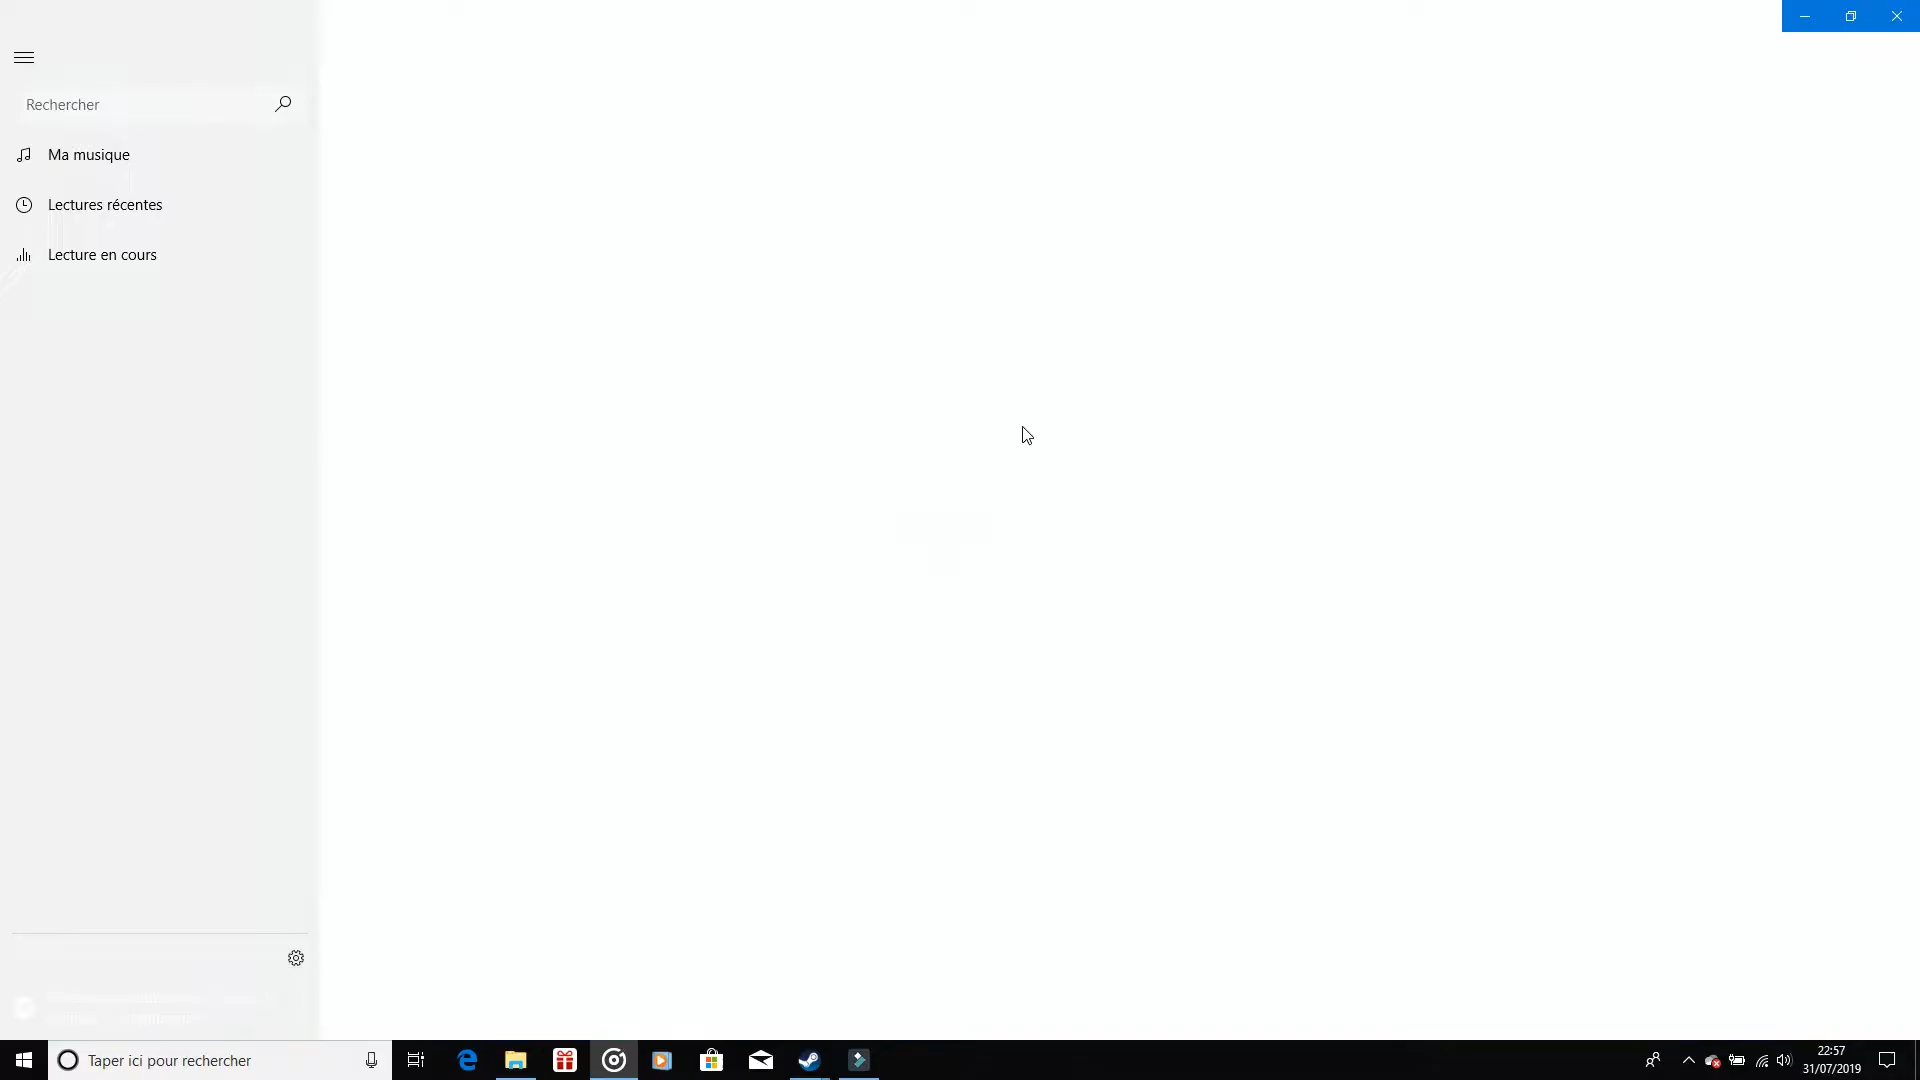 Rechercher
Ma musique
Lectures récentes
Lecture en cours
Taper ici pour rechercher
22:57
31/07/2019